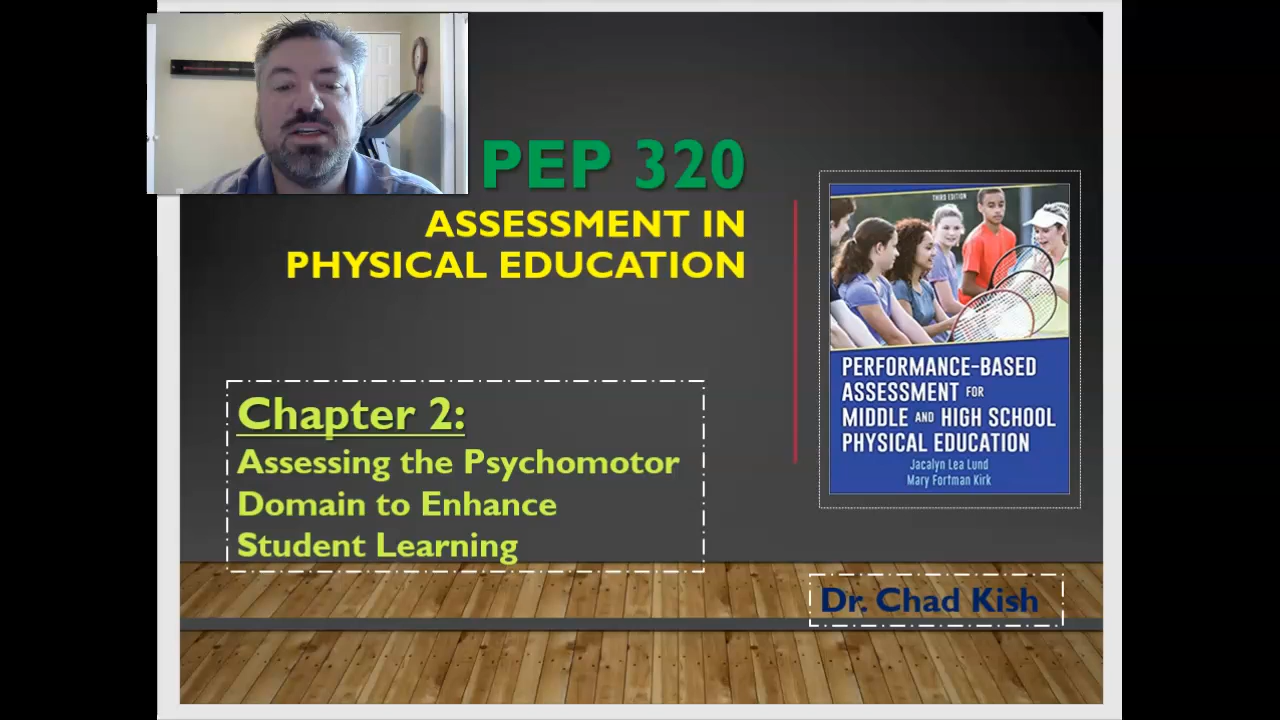 PEP 320
ASSESSMENT IN
PHYSICAL EDUCATION
Chapter 2:
Assessing the Psychomotor
Domain to Enhance
Student Learning
THIRD EDITION
PERFORMANCE-BASED
ASSESSMENT FOR
MIDDLE AND HIGH SCHOOL
PHYSICAL EDUCATION
Jacalyn Lea Lund
Mary Fortman Kirk
Dr. Chad Kish